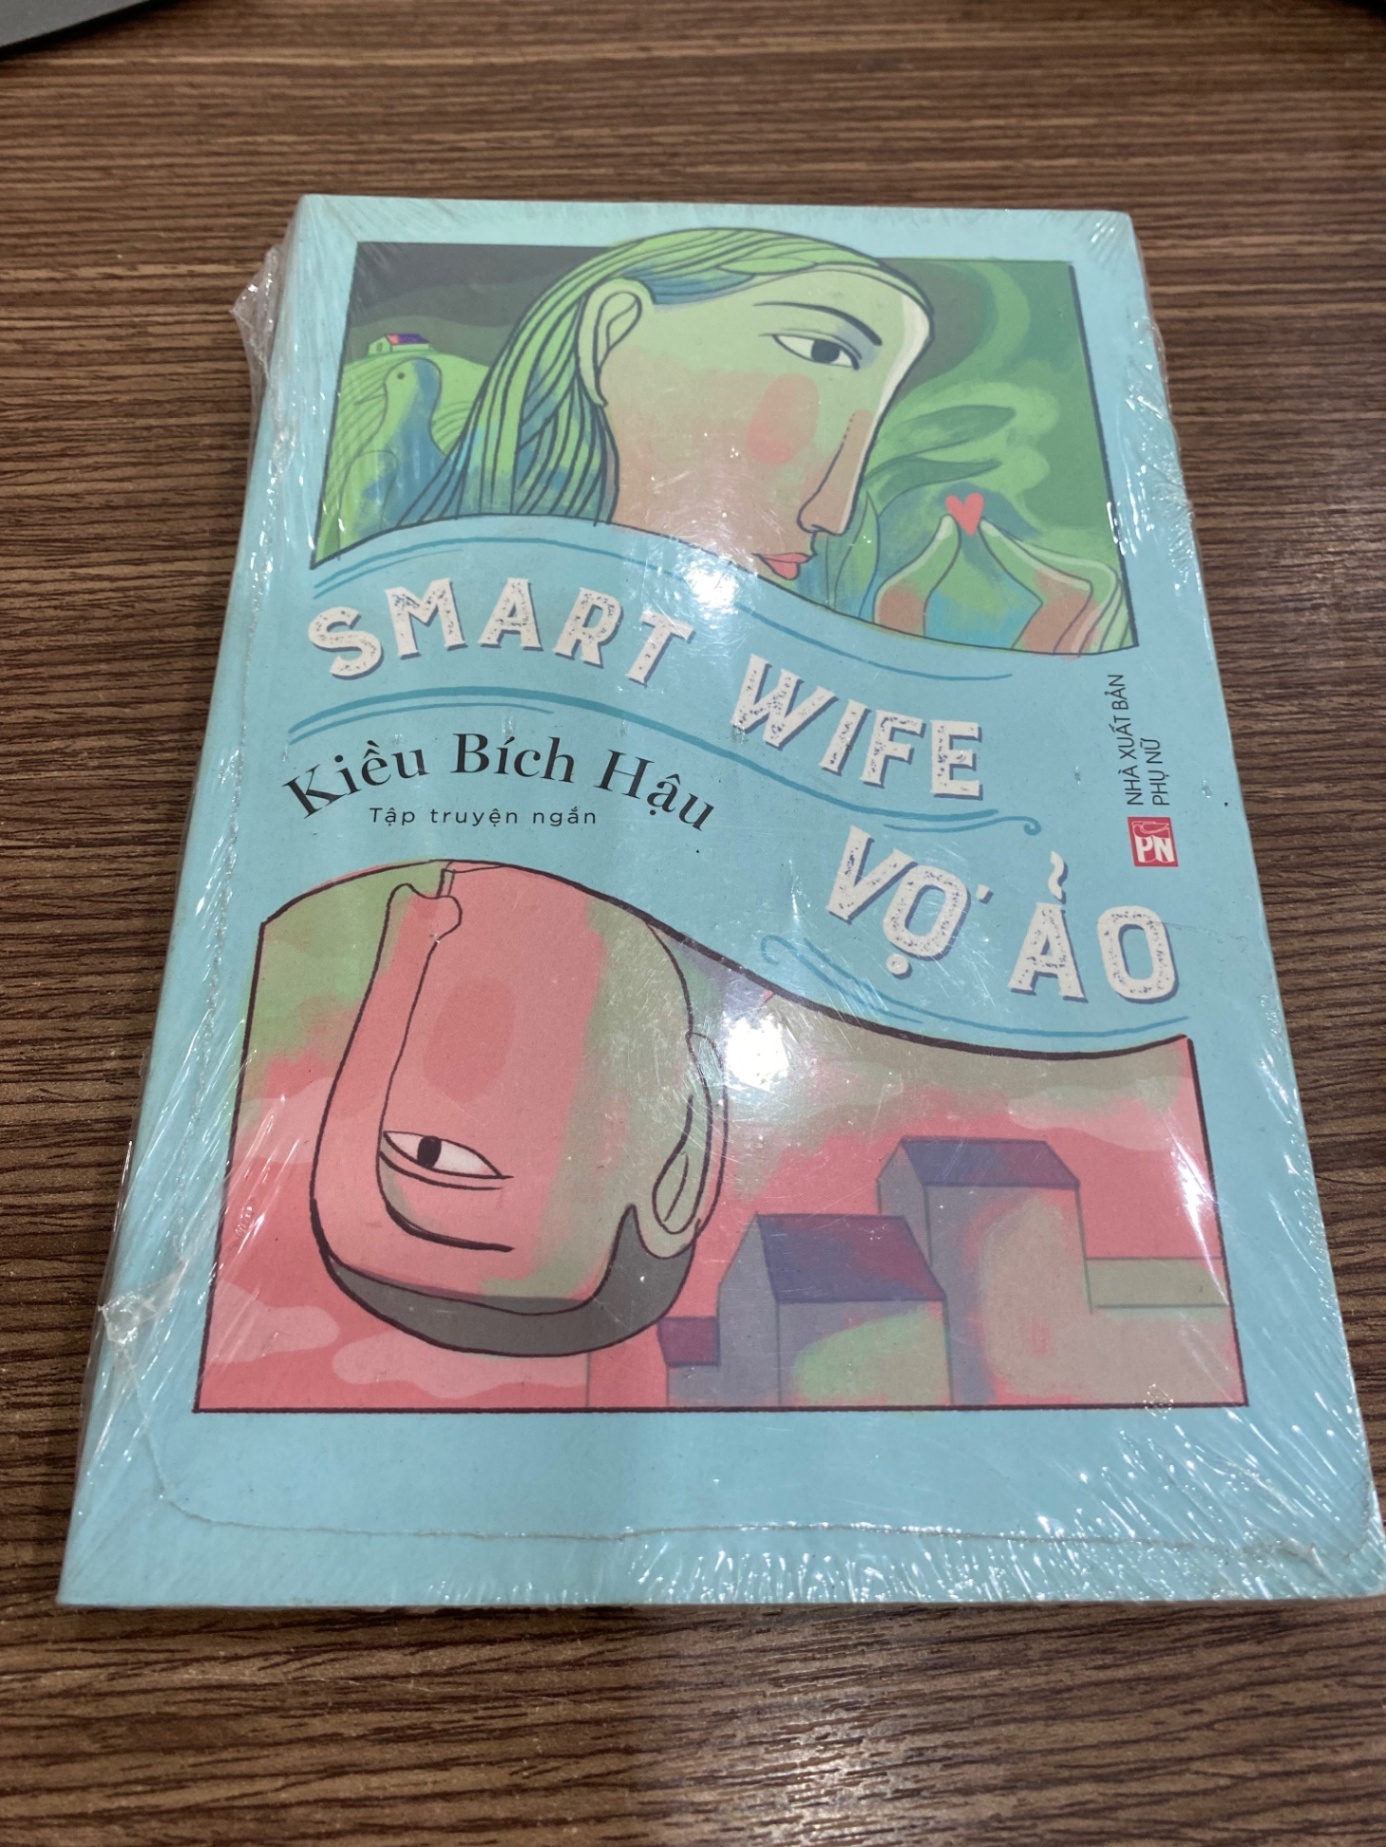 SMART WIFE
Kiều Bích Hậu
Tập truyện ngắn
VỢ ẢO
NHÀ XUẤT BẢN
PHỤ NỮ
PN